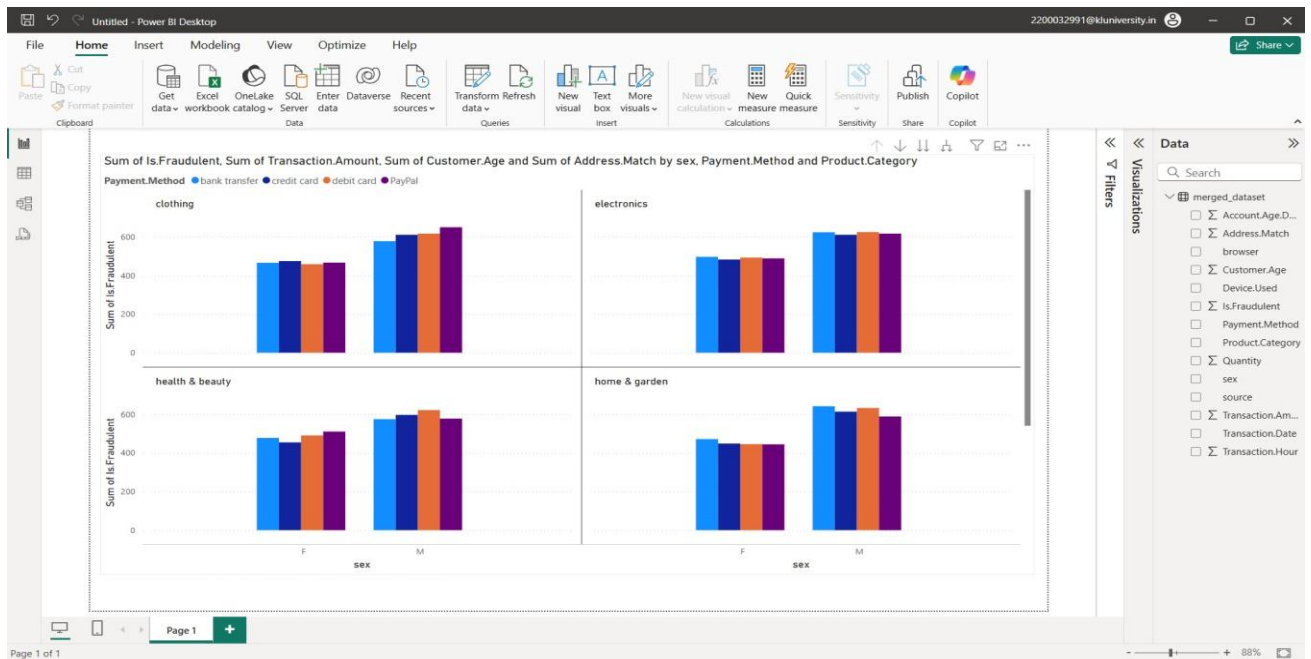 Untitled - Power BI Desktop
2200032991@kluniversity.in
File Home Insert Modeling View Optimize Help
Share
Paste
Cut
Copy
Format painter
Clipboard
Get data
Excel workbook
OneLake catalog
SQL Server
Enter data
Dataverse
Recent sources
Data
Transform data
Refresh
Queries
New visual
Text box
More visuals
Insert
New visual calculation
New measure
Quick measure
Calculations
Sensitivity
Sensitivity
Publish
Share
Copilot
Copilot
Sum of Is.Fraudulent, Sum of Transaction.Amount, Sum of Customer.Age and Sum of Address.Match by sex, Payment.Method and Product.Category
Payment.Method bank transfer credit card debit card PayPal
clothing
electronics
Sum of Is.Fraudulent
600
400
200
0
health & beauty
home & garden
Sum of Is.Fraudulent
600
400
200
0
F M F M
sex sex
Filters
Visualizations
Data
Search
merged_dataset
Account.Age.D...
Address.Match
browser
Customer.Age
Device.Used
Is.Fraudulent
Payment.Method
Product.Category
Quantity
sex
source
Transaction.Am...
Transaction.Date
Transaction.Hour
Page 1
Page 1 of 1
88%